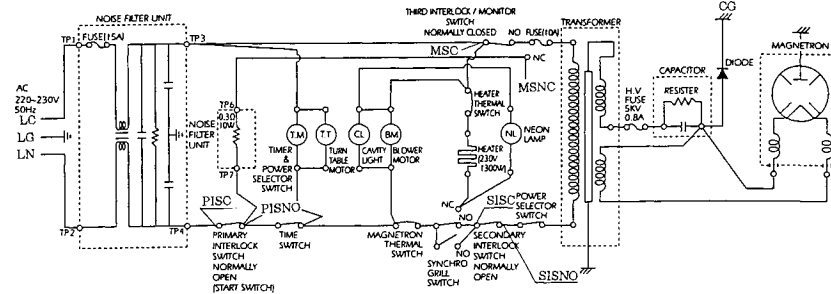 NOISE FILTER UNIT
FUSE(15A)
TP1
TP3
THIRD INTERLOCK / MONITOR
SWITCH
NORMALLY CLOSED
MSC
NO
FUSE(10A)
NC
MSNC
TRANSFORMER
CG
MAGNETRON
DIODE
CAPACITOR
RESISTER
H.V
FUSE
5KV
0.8A
AC
220~230V
50Hz
LC
LG
LN
NOISE
FILTER
UNIT
TP6
0.3Ω
10W
TP7
T.M
TT
CL
BM
TIMER
&
POWER
SELECTOR
SWITCH
TURN
TABLE
MOTOR
CAVITY
LIGHT
BLOWER
MOTOR
HEATER
THERMAL
SWITCH
HEATER
(230V
1300W)
NL
NEON
LAMP
NC
NO
NO
SISC
POWER
SELECTOR
SWITCH
PISC
PISNO
TP2
TP4
PRIMARY
INTERLOCK
SWITCH
NORMALLY
OPEN
(START SWITCH)
TIME
SWITCH
MAGNETRON
THERMAL
SWITCH
SYNCHRO
GRILL
SWITCH
SECONDARY
INTERLOCK
SWITCH
NORMALLY
OPEN
SISNO